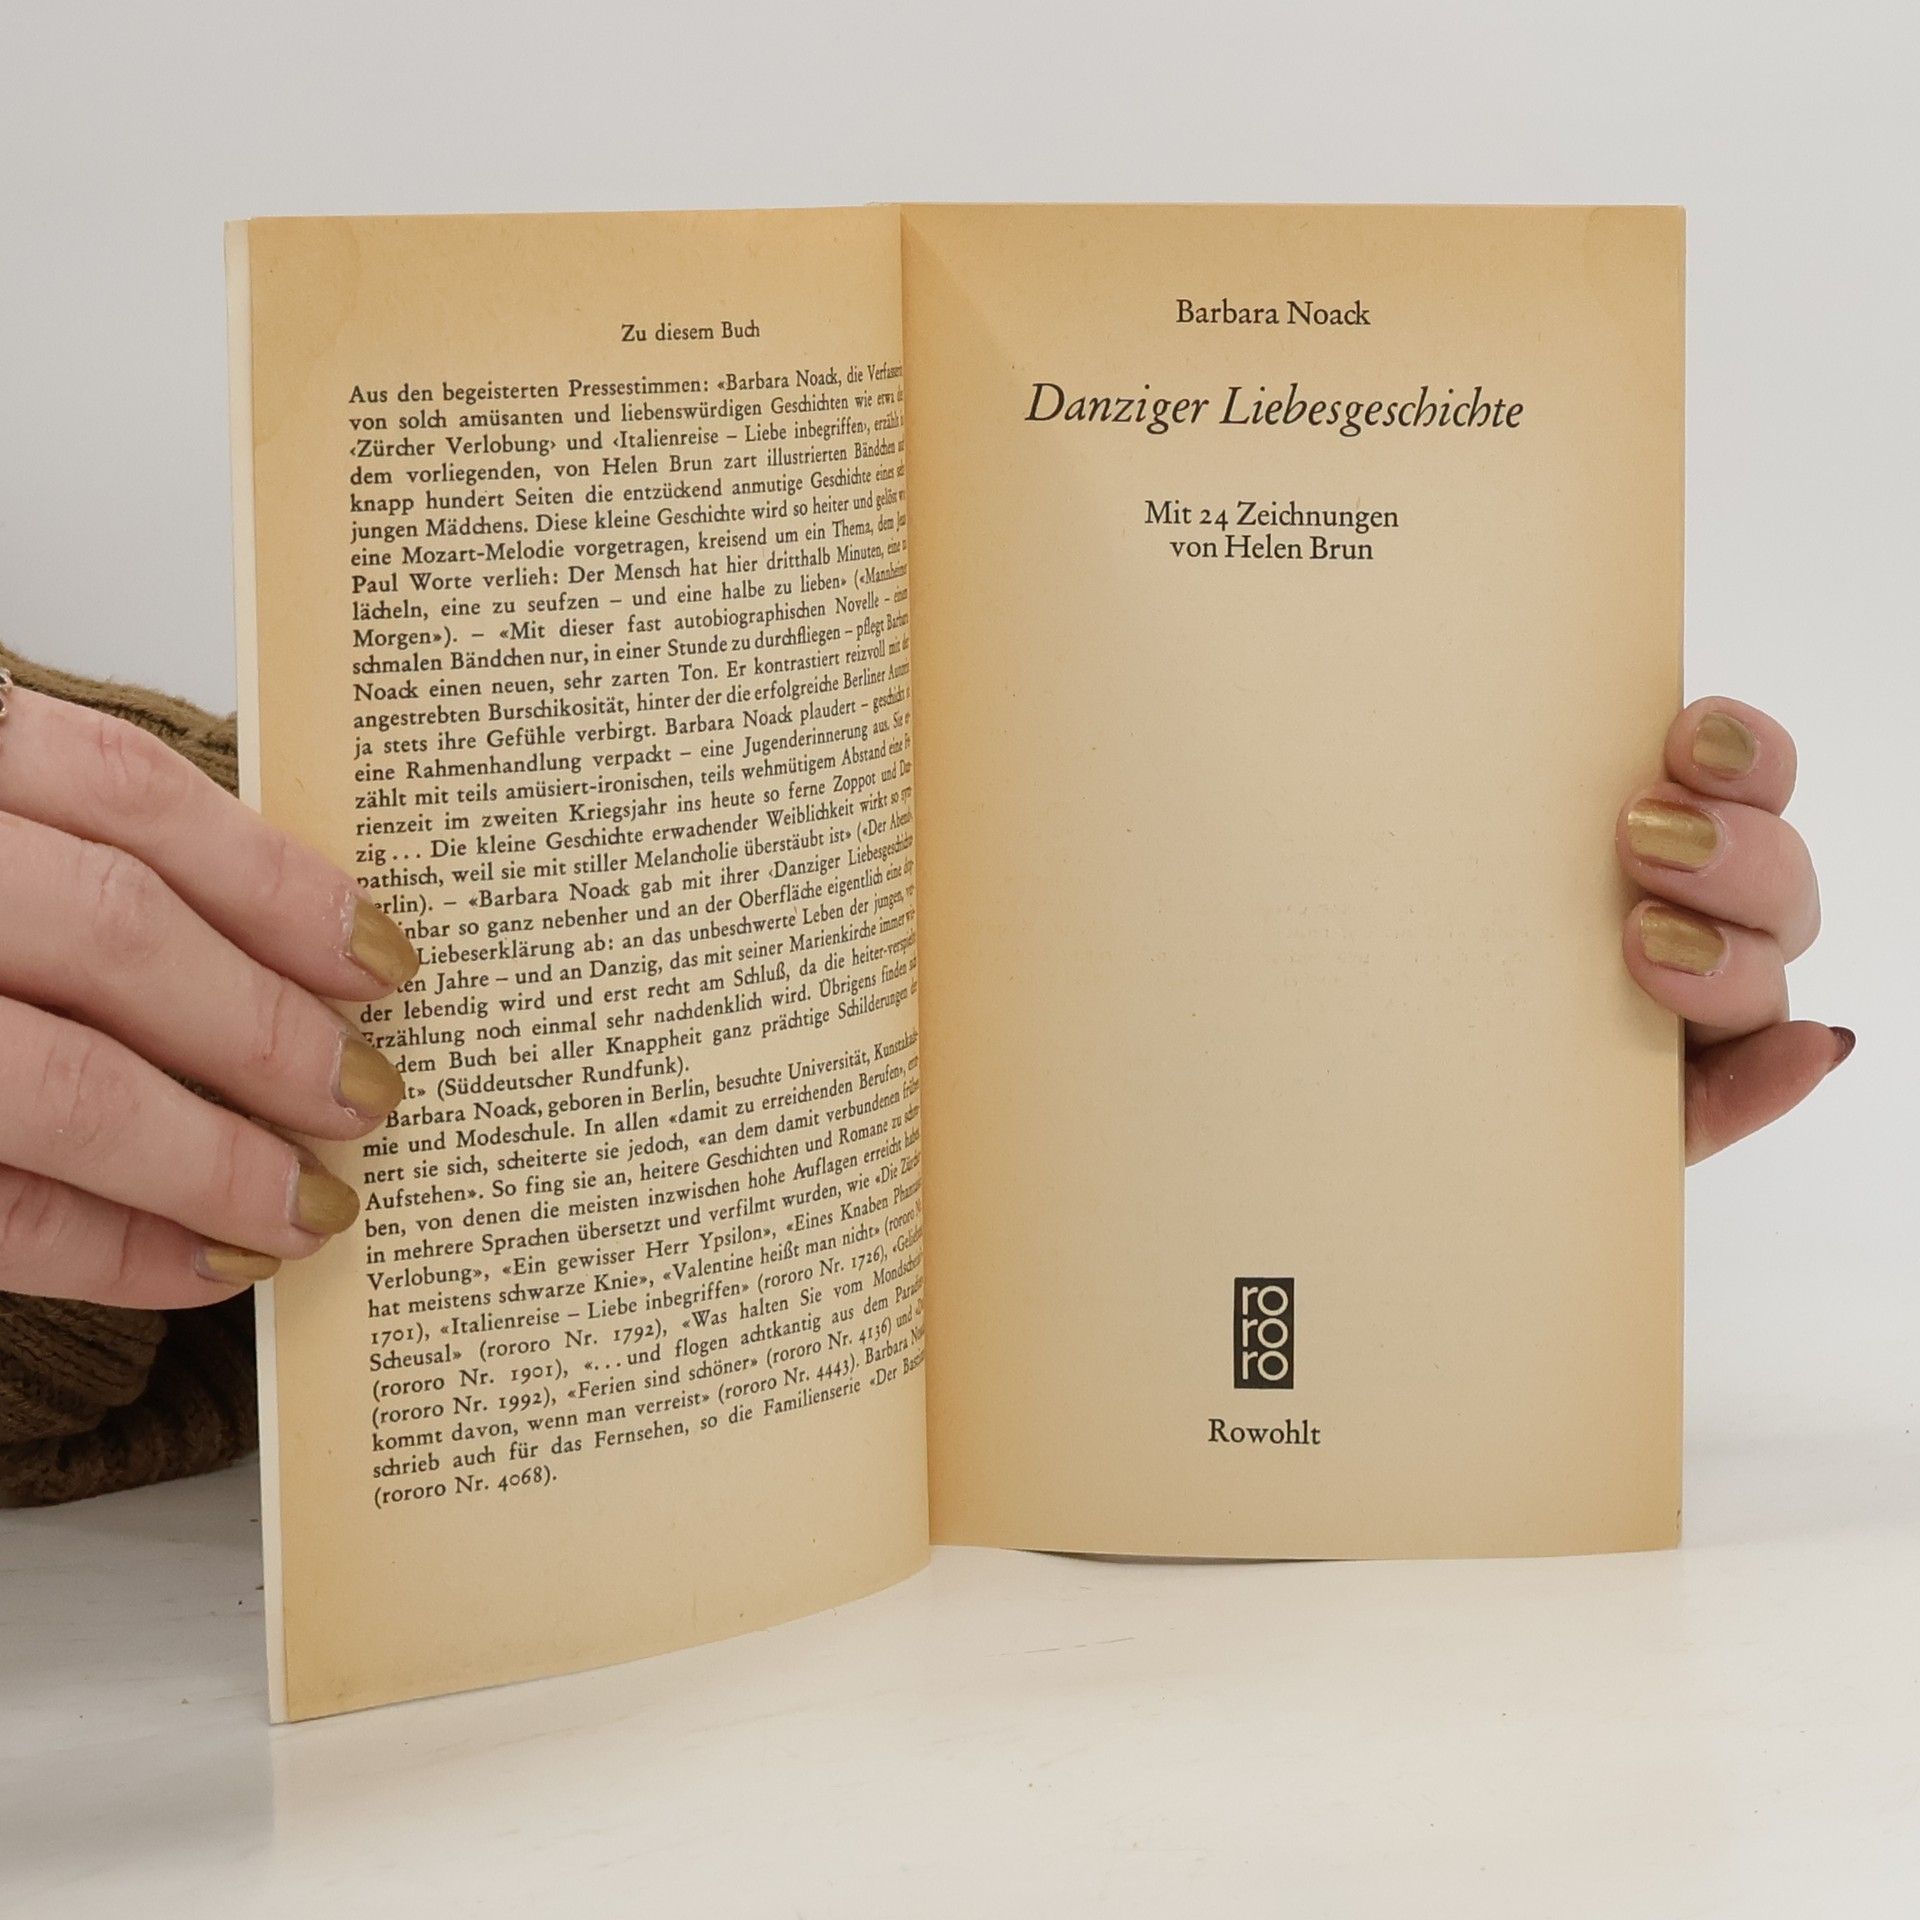 Zu diesem Buch
Aus den begeisterten Pressestimmen: «Barbara Noack, die
von solch amüsanten und liebenswürdigen Geschichten wie etwa
‹Zürcher Verlobung› und ‹Italienreise – Liebe inbegriffen›, erzählt
dem vorliegenden, von Helen Brun zart illustrierten Bändchen
knapp hundert Seiten die entzückend anmutige Geschichte eines
jungen Mädchens. Diese kleine Geschichte wird so heiter und gelöst
eine Mozart-Melodie vorgetragen, kreisend um ein Thema, dem Jean
Paul Worte verlieh: Der Mensch hat hier dritthalb Minuten, eine
lächeln, eine zu seufzen – und eine halbe zu lieben» («Mannheimer
Morgen»). – «Mit dieser fast autobiographischen Novelle – einem
schmalen Bändchen nur, in einer Stunde zu durchfliegen – pflegt Barbara
Noack einen neuen, sehr zarten Ton. Er kontrastiert reizvoll mit der
angestrebten Burschikosität, hinter der die erfolgreiche Berliner
ja stets ihre Gefühle verbirgt. Barbara Noack plaudert – geschickt
eine Rahmenhandlung verpackt – eine Jugenderinnerung aus. Sie
zählt mit teils amüsiert-ironischen, teils wehmütigem Abstand eine
rienzeit im zweiten Kriegsjahr ins heute so ferne Zoppot und
zig ... Die kleine Geschichte erwachender Weiblichkeit wirkt so
pathisch, weil sie mit stiller Melancholie überstäubt ist» («Der
– «Barbara Noack gab mit ihrer ‹Danziger Liebesgeschichte
so ganz nebenher und an der Oberfläche eigentlich eine
Liebeserklärung ab: an das unbeschwerte Leben der jungen,
Jahre – und an Danzig, das mit seiner Marienkirche immer
der lebendig wird und erst recht am Schluß, da die heiter-verspielte
Erzählung noch einmal sehr nachdenklich wird. Übrigens finden
dem Buch bei aller Knappheit ganz prächtige Schilderungen der
(Süddeutscher Rundfunk).
Barbara Noack, geboren in Berlin, besuchte Universität,
mie und Modeschule. In allen «damit zu erreichenden Berufen»,
nert sie sich, scheiterte sie jedoch, «an dem damit verbundenen frühen
Aufstehen». So fing sie an, heitere Geschichten und Romane zu
ben, von denen die meisten inzwischen hohe Auflagen erreicht haben,
in mehrere Sprachen übersetzt und verfilmt wurden, wie «Die Zürcher
Verlobung», «Ein gewisser Herr Ypsilon», «Eines Knaben Phantasie
hat meistens schwarze Knie», «Valentine heißt man nicht» (rororo
1701), «Italienreise – Liebe inbegriffen» (rororo Nr. 1726), «Geliebtes
Scheusal» (rororo Nr. 1792), «Was halten Sie vom
(rororo Nr. 1901), «... und flogen achtkantig aus dem Paradies»
(rororo Nr. 1992), «Ferien sind schöner» (rororo Nr. 4136) und
kommt davon, wenn man verreist» (rororo Nr. 4443). Barbara Noack
schrieb auch für das Fernsehen, so die Familienserie «Der
(rororo Nr. 4068).
Barbara Noack
Danziger Liebesgeschichte
Mit 24 Zeichnungen
von Helen Brun
ro
ro
ro
Rowohlt